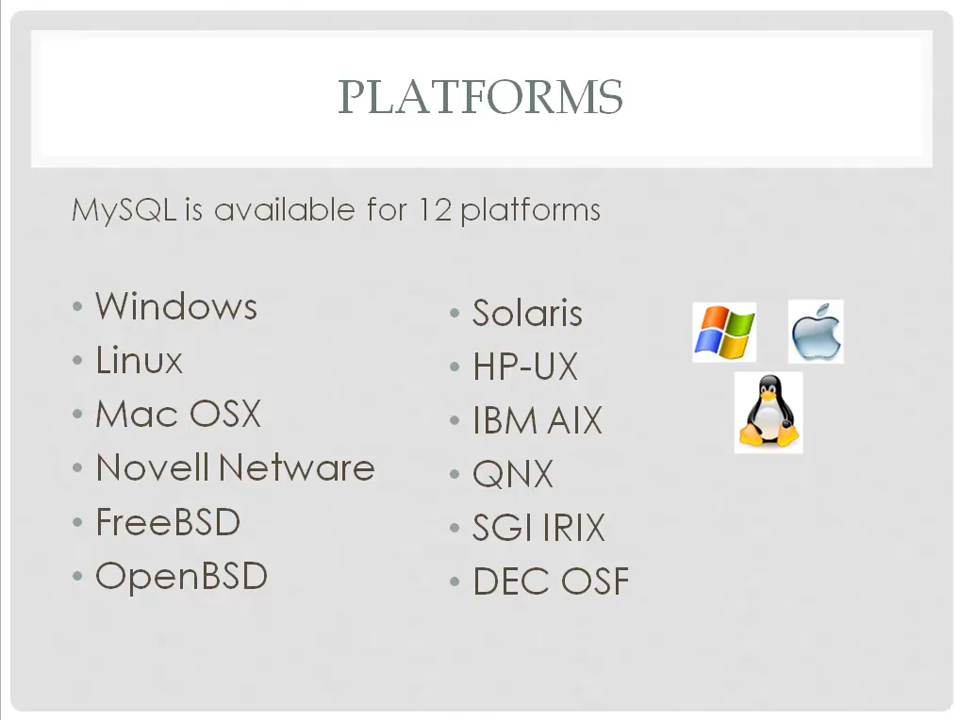 PLATFORMS
MySQL is available for 12 platforms
• Windows
• Linux
• Mac OSX
• Novell Netware
• FreeBSD
• OpenBSD
• Solaris
• HP-UX
• IBM AIX
• QNX
• SGI IRIX
• DEC OSF